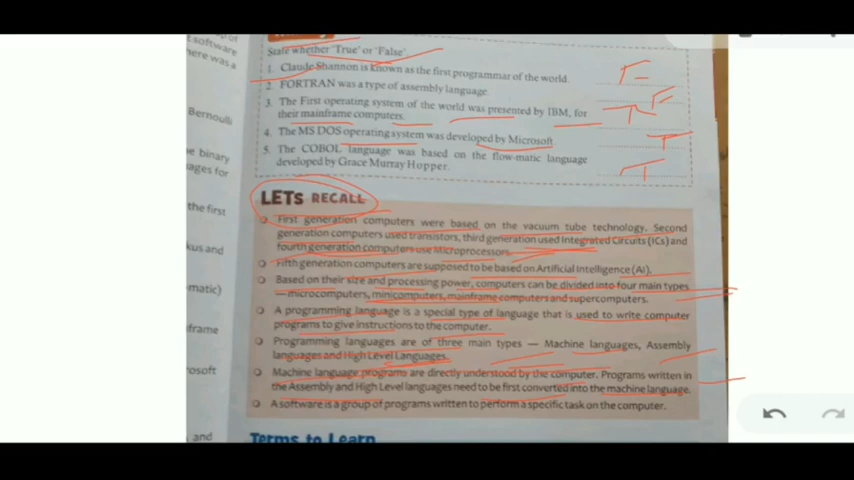 software
here was a
Bernoulli
e binary
ages for
the first
kus and
matic)
frame
rosoft
and
State whether 'True' or 'False'.
1. Claude Shannon is known as the first programmar of the world.
F
2. FORTRAN was a type of assembly language.
F
3. The First operating system of the world was presented by IBM, for
their mainframe computers.
T
4. The MS DOS operating system was developed by Microsoft
T
5. The COBOL language was based on the flow-matic language
developed by Grace Murray Hopper.
T
LETs RECALL
First generation computers were based on the vacuum tube technology. Second
generation computers used transistors, third generation used Integrated Circuits (ICs) and
fourth generation computers use Microprocessors.
Fifth generation computers are supposed to be based on Artificial Intelligence (AI).
Based on their size and processing power, computers can be divided into four main types
—microcomputers, minicomputers, mainframe computers and supercomputers.
A programming language is a special type of language that is used to write computer
programs to give instructions to the computer.
Programming languages are of three main types — Machine languages, Assembly
languages and High Level Languages.
Machine language programs are directly understood by the computer. Programs written in
the Assembly and High Level languages need to be first converted into the machine language.
A software is a group of programs written to perform a specific task on the computer.
Terms to Learn